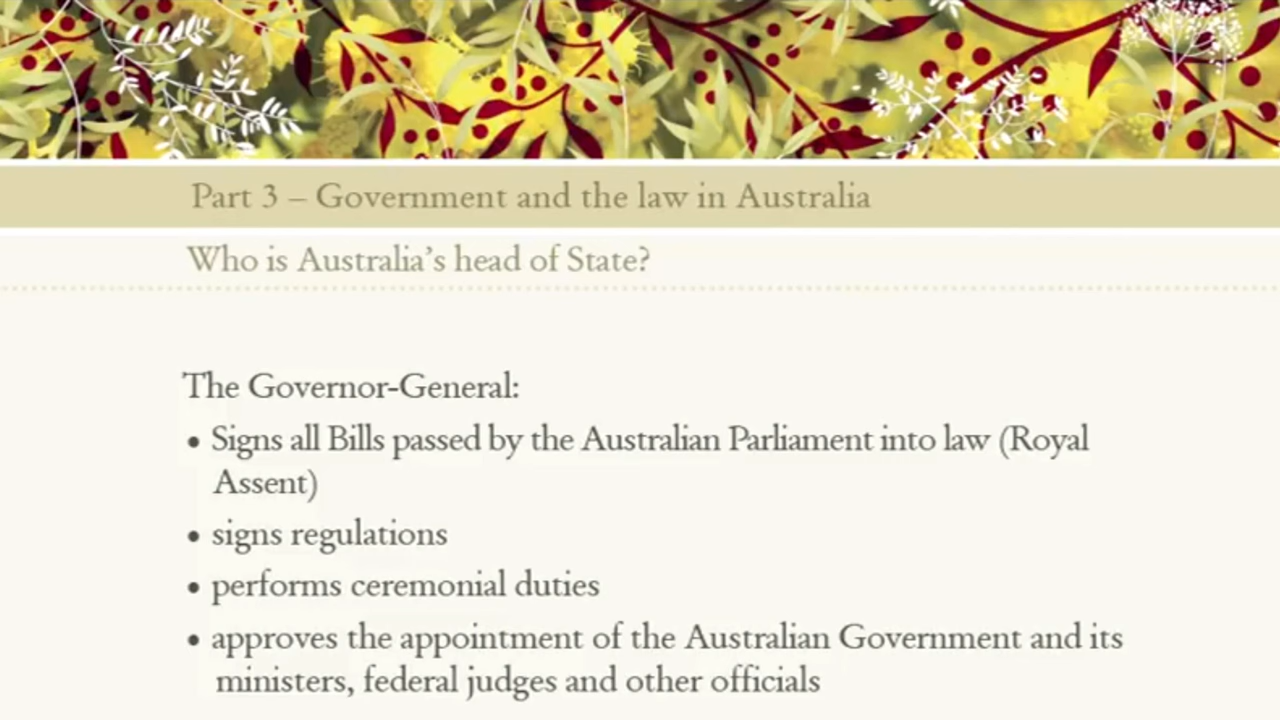 Part 3 – Government and the law in Australia
Who is Australia's head of State?
The Governor-General:
• Signs all Bills passed by the Australian Parliament into law (Royal
Assent)
• signs regulations
• performs ceremonial duties
• approves the appointment of the Australian Government and its
ministers, federal judges and other officials